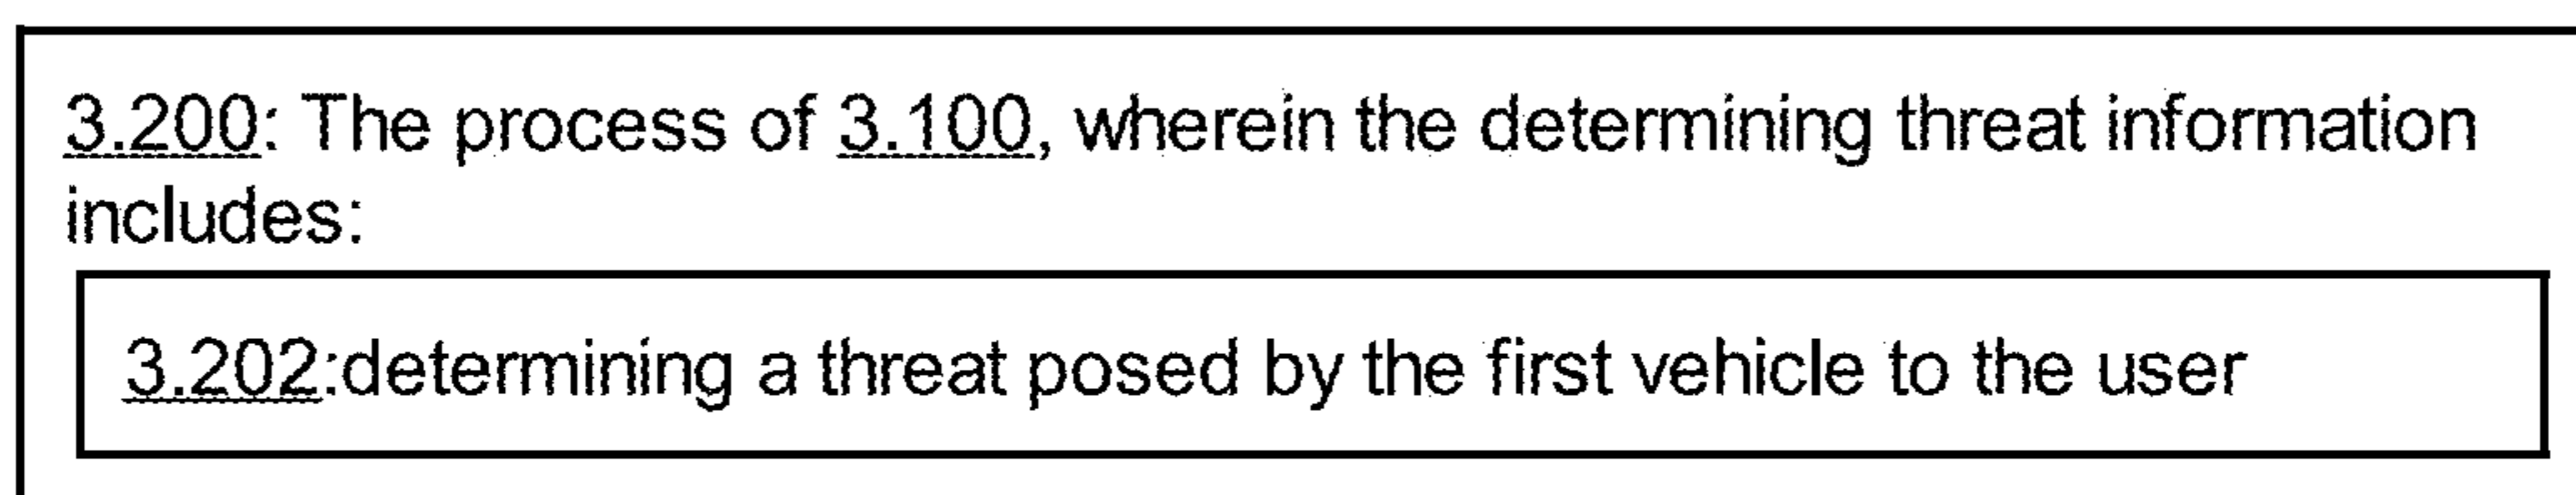 3.200: The process of 3.100, wherein the determining threat information
includes:
3.202:determining a threat posed by the first vehicle to the user